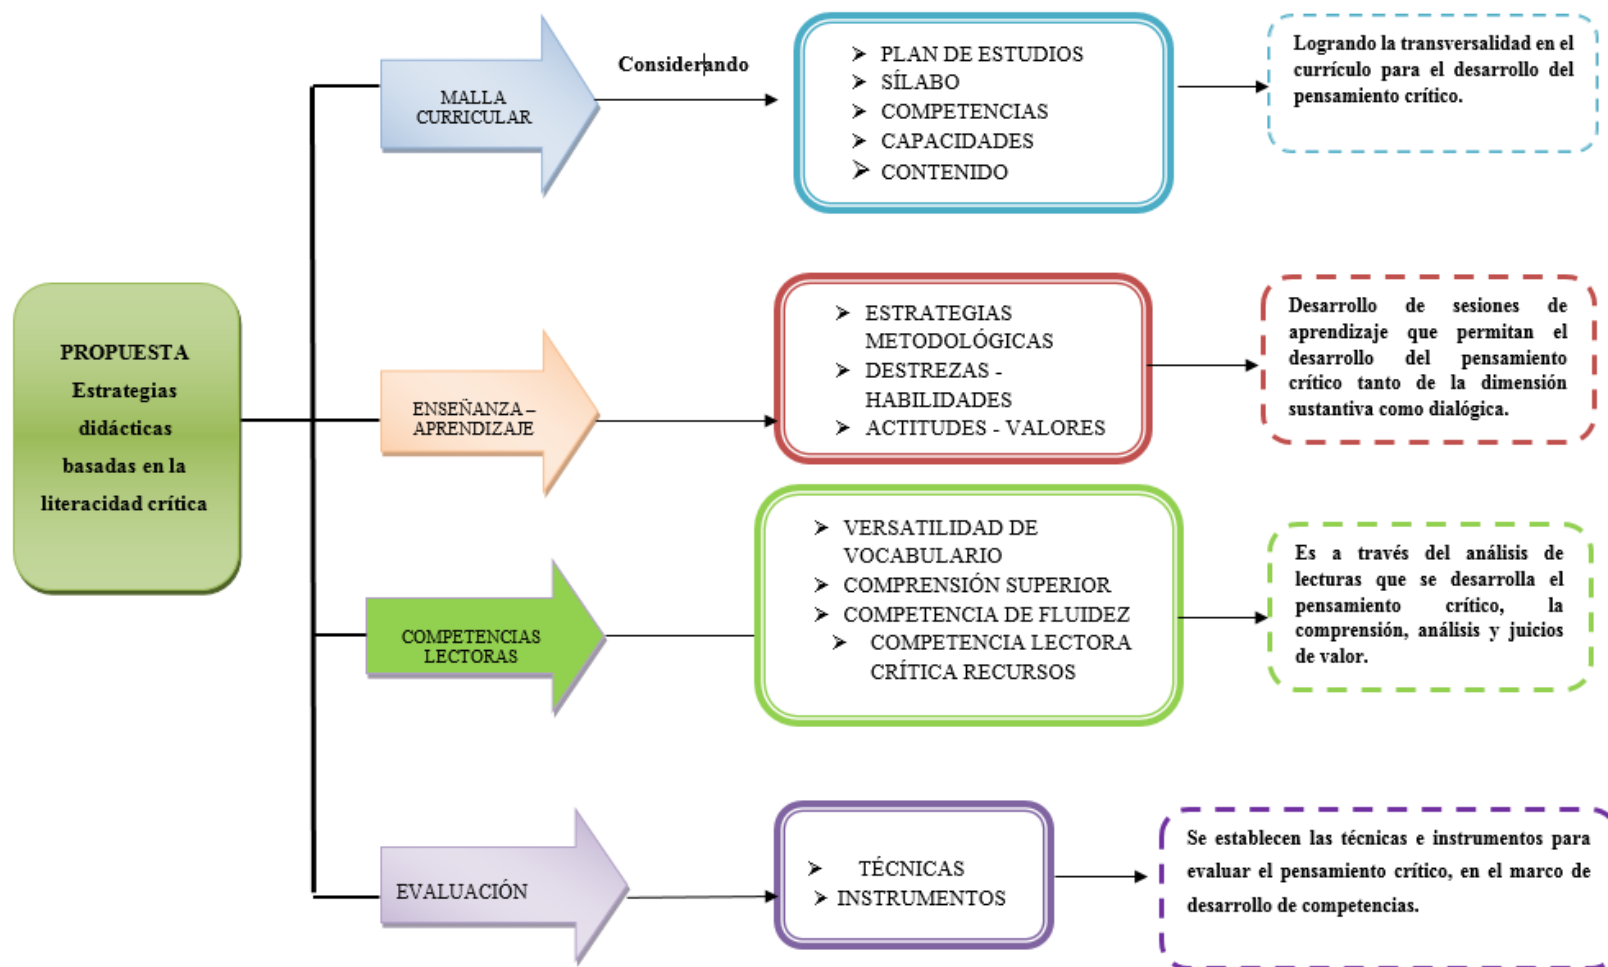 PROPUESTA
Estrategias
didácticas
basadas en la
literacidad crítica
MALLA
CURRICULAR
Considerando
➢ PLAN DE ESTUDIOS
➢ SÍLABO
➢ COMPETENCIAS
➢ CAPACIDADES
➢ CONTENIDO
Logrando la transversalidad en el
currículo para el desarrollo del
pensamiento crítico.
ENSEÑANZA –
APRENDIZAJE
➢ ESTRATEGIAS
METODOLÓGICAS
➢ DESTREZAS -
HABILIDADES
➢ ACTITUDES - VALORES
Desarrollo de sesiones de
aprendizaje que permitan el
desarrollo del pensamiento
crítico tanto de la dimensión
sustantiva como dialógica.
COMPETENCIAS
LECTORAS
➢ VERSATILIDAD DE
VOCABULARIO
➢ COMPRENSIÓN SUPERIOR
➢ COMPETENCIA DE FLUIDEZ
➢ COMPETENCIA LECTORA
CRÍTICA RECURSOS
Es a través del análisis de
lecturas que se desarrolla el
pensamiento crítico, la
comprensión, análisis y juicios
de valor.
EVALUACIÓN
➢ TÉCNICAS
➢ INSTRUMENTOS
Se establecen las técnicas e instrumentos para
evaluar el pensamiento crítico, en el marco de
desarrollo de competencias.